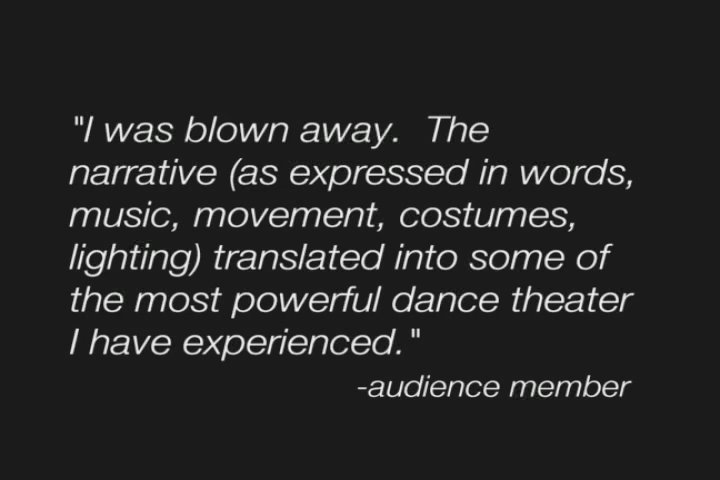 "I was blown away.  The
narrative (as expressed in words,
music, movement, costumes,
lighting) translated into some of
the most powerful dance theater
I have experienced."
-audience member